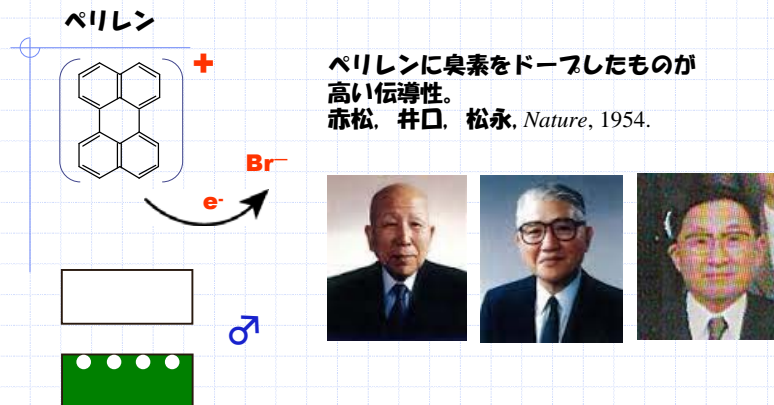 ペリレン
+
ペリレンに臭素をドープしたものが
高い伝導性。
赤松, 井口, 松永, Nature, 1954.
Br—
e-